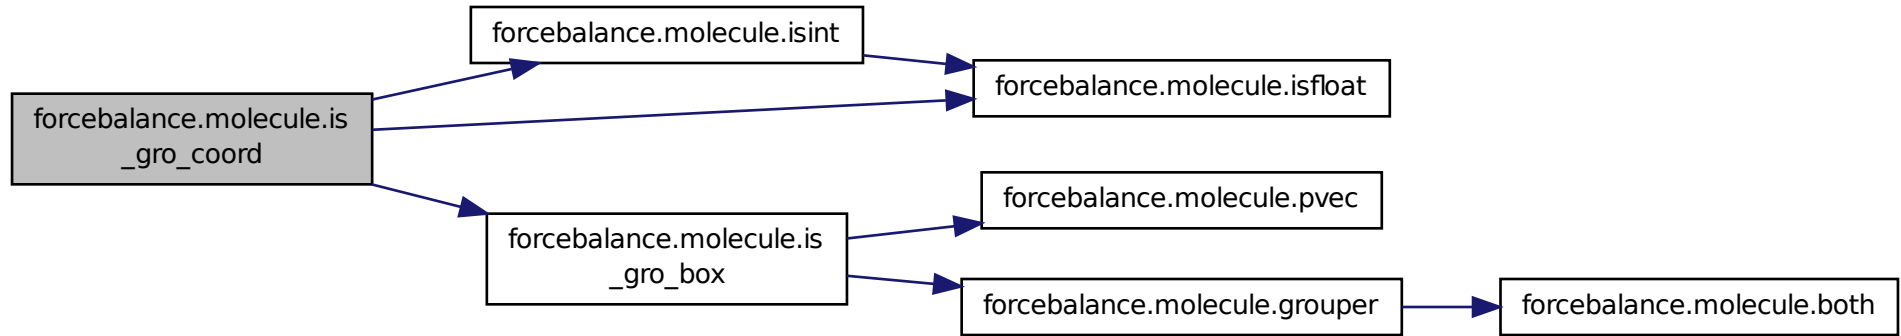 forcebalance.molecule.is
_gro_coord
forcebalance.molecule.isint
forcebalance.molecule.isfloat
forcebalance.molecule.is
_gro_box
forcebalance.molecule.pvec
forcebalance.molecule.grouper
forcebalance.molecule.both